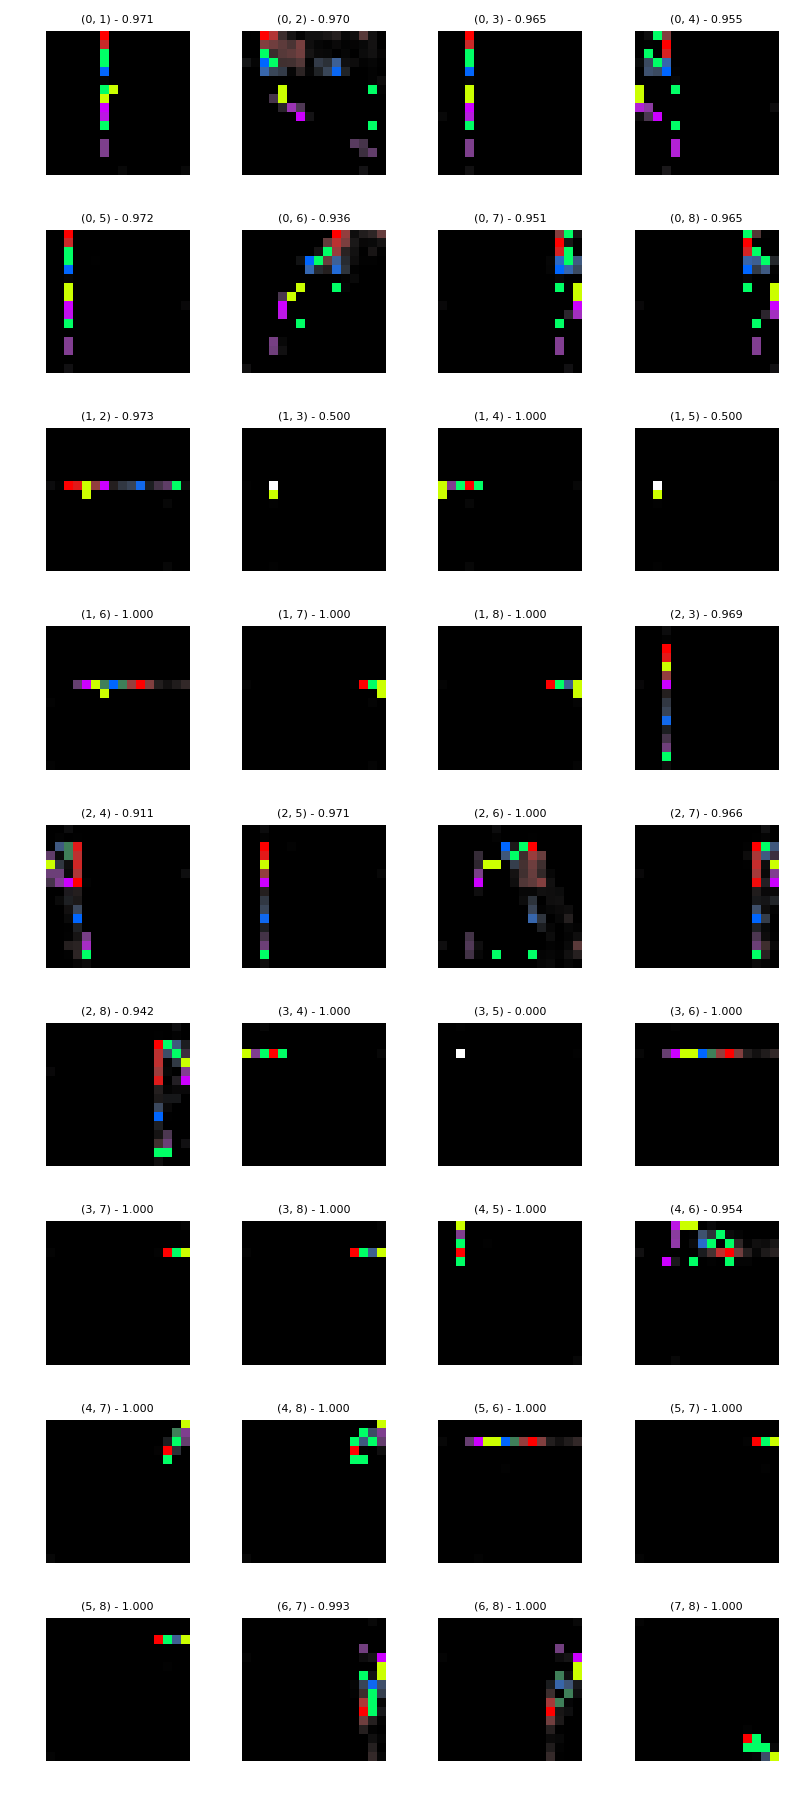 (0, 1) - 0.971 (0, 2) - 0.970 (0, 3) - 0.965 (0, 4) - 0.955
(0, 5) - 0.972 (0, 6) - 0.936 (0, 7) - 0.951 (0, 8) - 0.965
(1, 2) - 0.973 (1, 3) - 0.500 (1, 4) - 1.000 (1, 5) - 0.500
(1, 6) - 1.000 (1, 7) - 1.000 (1, 8) - 1.000 (2, 3) - 0.969
(2, 4) - 0.911 (2, 5) - 0.971 (2, 6) - 1.000 (2, 7) - 0.966
(2, 8) - 0.942 (3, 4) - 1.000 (3, 5) - 0.000 (3, 6) - 1.000
(3, 7) - 1.000 (3, 8) - 1.000 (4, 5) - 1.000 (4, 6) - 0.954
(4, 7) - 1.000 (4, 8) - 1.000 (5, 6) - 1.000 (5, 7) - 1.000
(5, 8) - 1.000 (6, 7) - 0.993 (6, 8) - 1.000 (7, 8) - 1.000